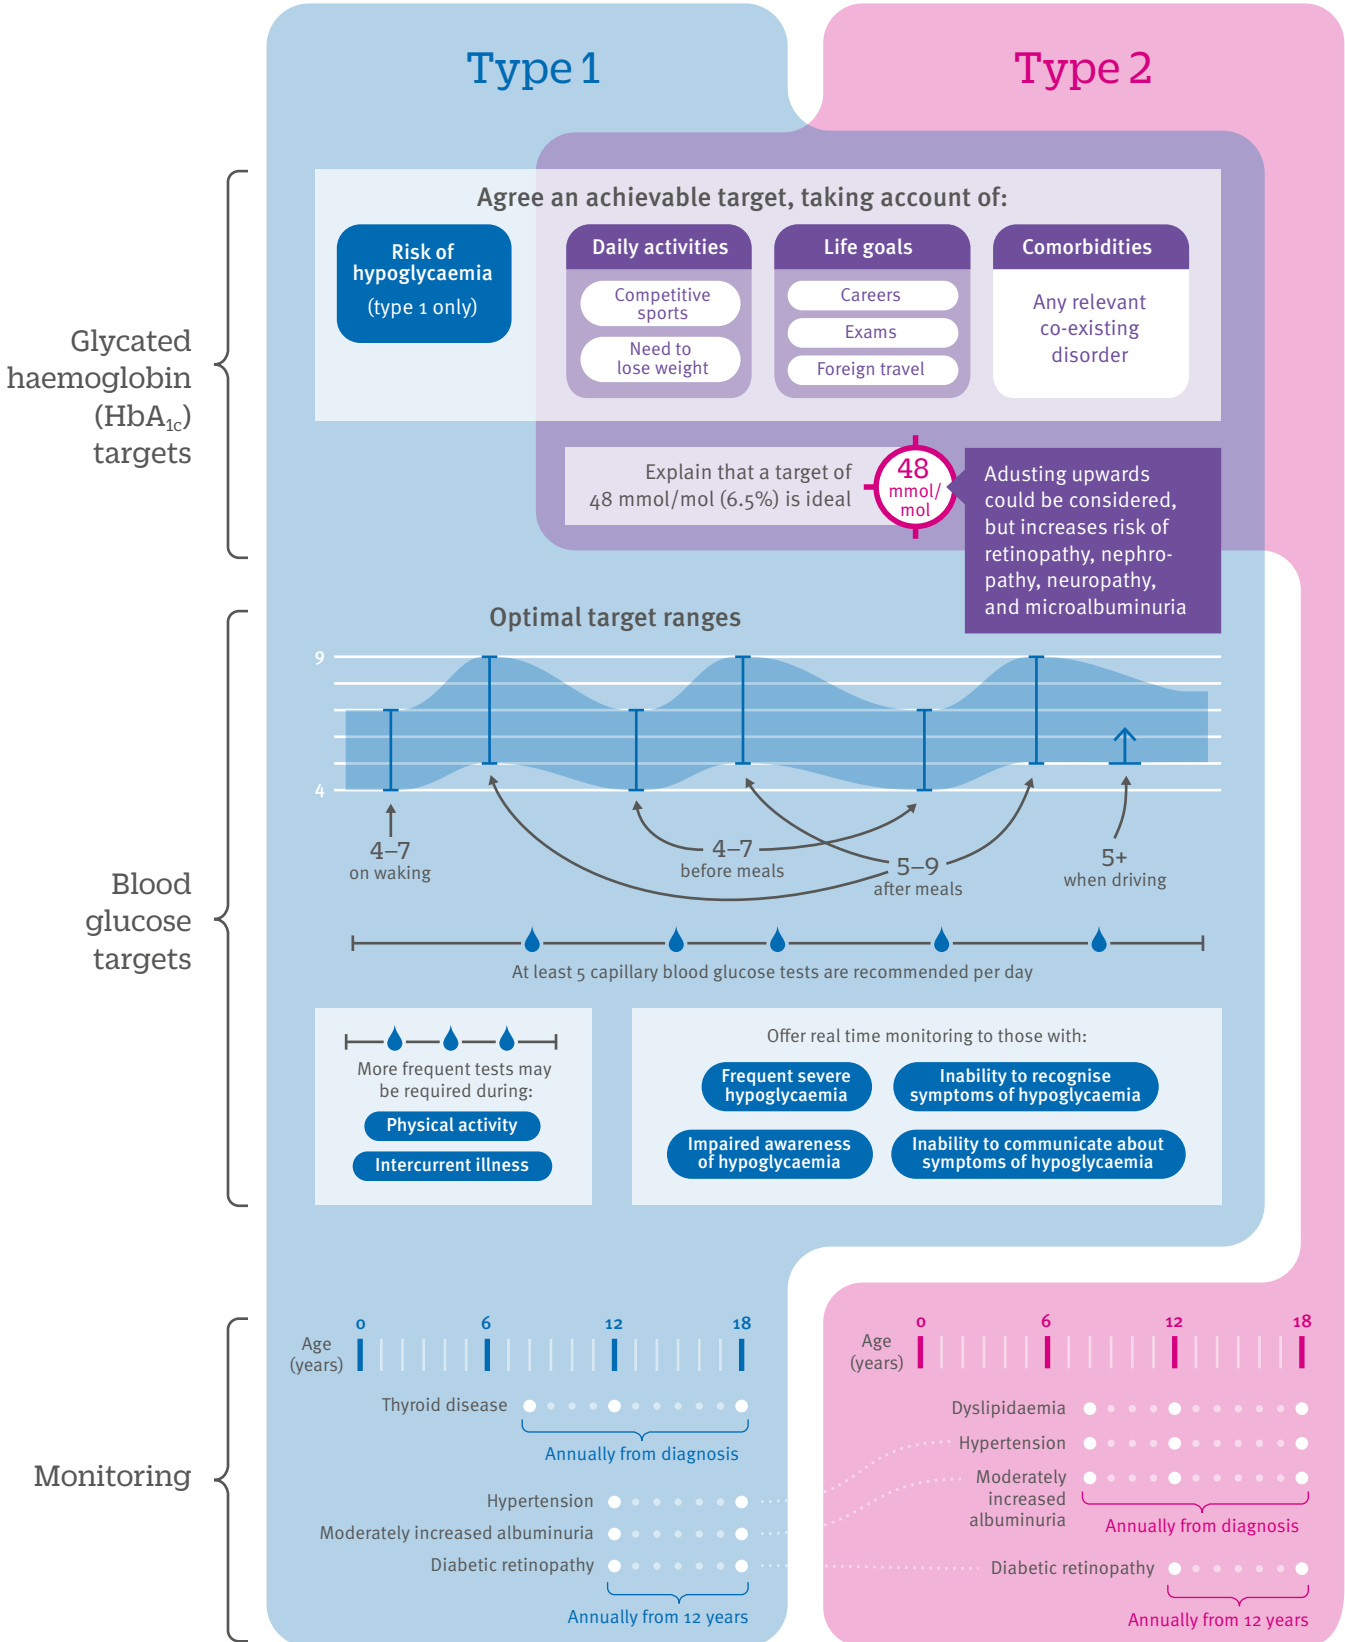 Type 1
Type 2
Glycated
haemoglobin
(HbA1c)
targets
Agree an achievable target, taking account of:
Risk of
hypoglycaemia
(type 1 only)
Daily activities
Competitive
sports
Need to
lose weight
Life goals
Careers
Exams
Foreign travel
Comorbidities
Any relevant
co-existing
disorder
Explain that a target of
48 mmol/mol (6.5%) is ideal
48
mmol/
mol
Adusting upwards
could be considered,
but increases risk of
retinopathy, nephro-
pathy, neuropathy,
and microalbuminuria
Blood
glucose
targets
Optimal target ranges
9
4
4–7
on waking
4–7
before meals
5–9
after meals
5+
when driving
At least 5 capillary blood glucose tests are recommended per day
More frequent tests may
be required during:
Physical activity
Intercurrent illness
Offer real time monitoring to those with:
Frequent severe
hypoglycaemia
Inability to recognise
symptoms of hypoglycaemia
Impaired awareness
of hypoglycaemia
Inability to communicate about
symptoms of hypoglycaemia
Monitoring
Age
(years)
0 6 12 18
Thyroid disease
Annually from diagnosis
Hypertension
Moderately increased albuminuria
Diabetic retinopathy
Annually from 12 years
Age
(years)
0 6 12 18
Dyslipidaemia
Hypertension
Moderately
increased
albuminuria
Annually from diagnosis
Diabetic retinopathy
Annually from 12 years